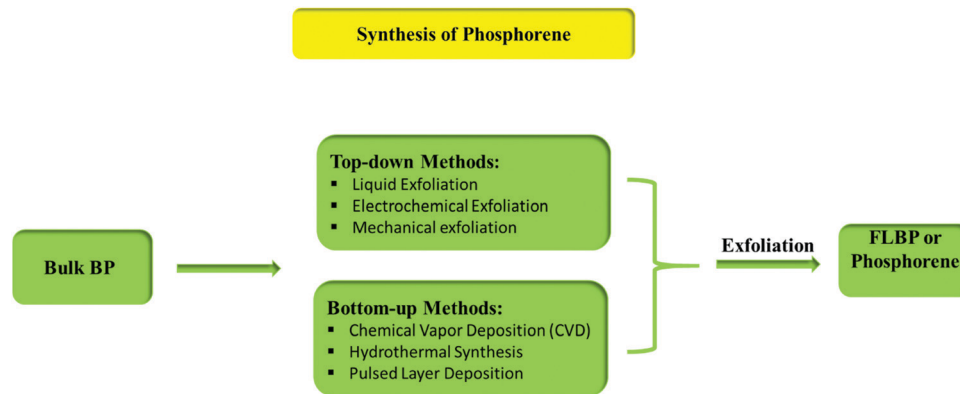 Synthesis of Phosphorene
Top-down Methods:
▪ Liquid Exfoliation
▪ Electrochemical Exfoliation
▪ Mechanical exfoliation
Bulk BP
Exfoliation
FLBP or
Phosphorene
Bottom-up Methods:
▪ Chemical Vapor Deposition (CVD)
▪ Hydrothermal Synthesis
▪ Pulsed Layer Deposition